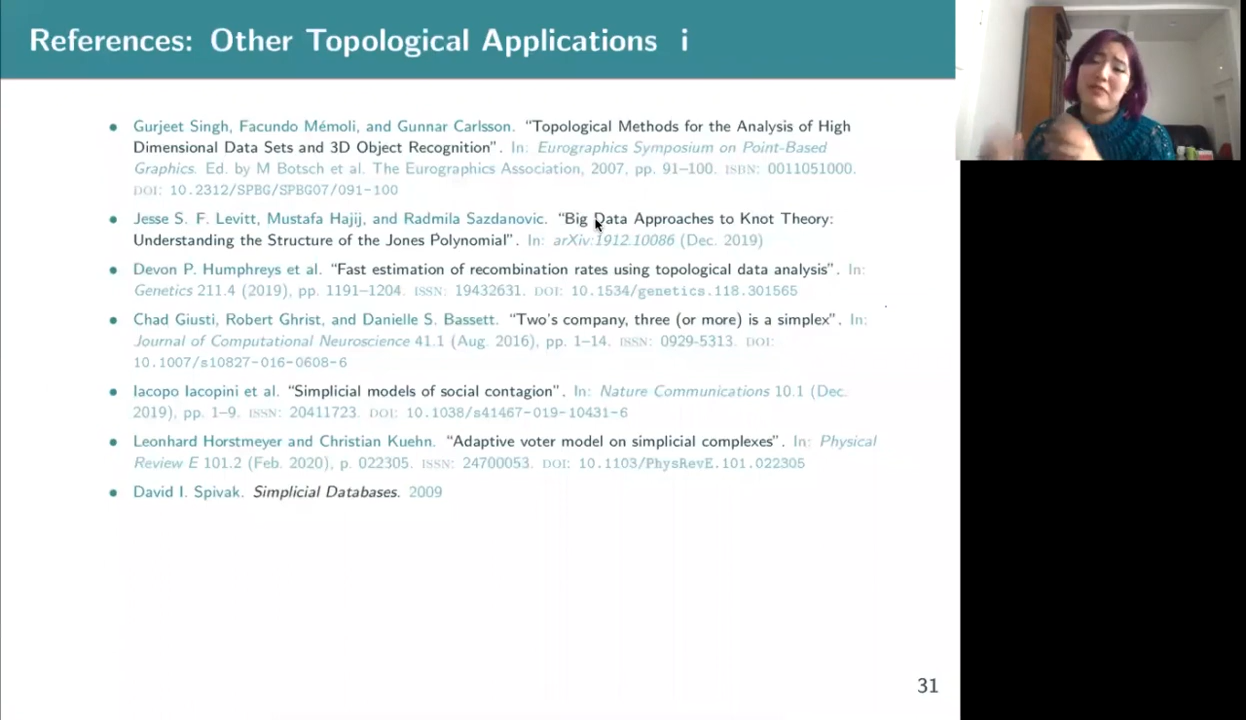 References: Other Topological Applications i
• Gurjeet Singh, Facundo Mémoli, and Gunnar Carlsson. “Topological Methods for the Analysis of High
Dimensional Data Sets and 3D Object Recognition”. In: Eurographics Symposium on Point-Based
Graphics. Ed. by M Botsch et al. The Eurographics Association, 2007, pp. 91–100. ISBN: 0011051000.
DOI: 10.2312/SPBG/SPBG07/091-100
• Jesse S. F. Levitt, Mustafa Hajij, and Radmila Sazdanovic. “Big Data Approaches to Knot Theory:
Understanding the Structure of the Jones Polynomial”. In: arXiv:1912.10086 (Dec. 2019)
• Devon P. Humphreys et al. “Fast estimation of recombination rates using topological data analysis”. In:
Genetics 211.4 (2019), pp. 1191–1204. ISSN: 19432631. DOI: 10.1534/genetics.118.301565
• Chad Giusti, Robert Ghrist, and Danielle S. Bassett. “Two’s company, three (or more) is a simplex”. In:
Journal of Computational Neuroscience 41.1 (Aug. 2016), pp. 1–14. ISSN: 0929-5313. DOI:
10.1007/s10827-016-0608-6
• Iacopo Iacopini et al. “Simplicial models of social contagion”. In: Nature Communications 10.1 (Dec.
2019), pp. 1–9. ISSN: 20411723. DOI: 10.1038/s41467-019-10431-6
• Leonhard Horstmeyer and Christian Kuehn. “Adaptive voter model on simplicial complexes”. In: Physical
Review E 101.2 (Feb. 2020), p. 022305. ISSN: 24700053. DOI: 10.1103/PhysRevE.101.022305
• David I. Spivak. Simplicial Databases. 2009
31